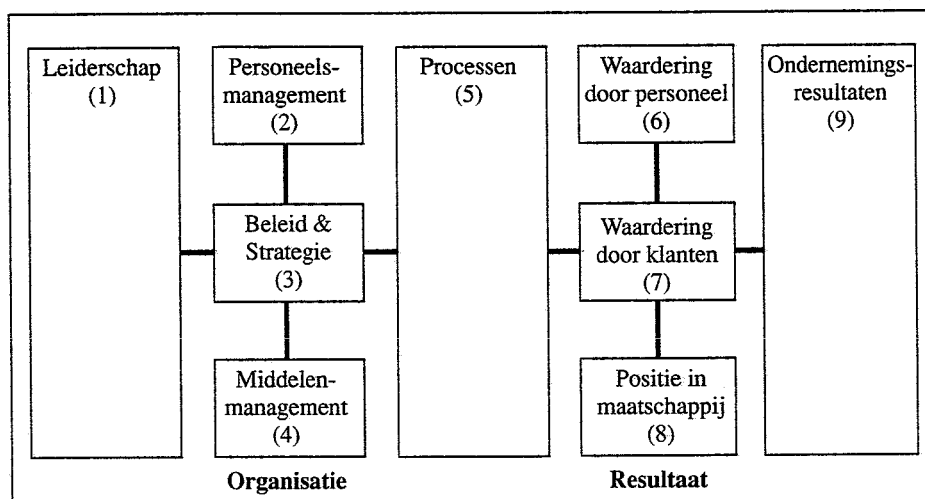 Leiderschap
(1)
Personeels-
management
(2)
Beleid &
Strategie
(3)
Middelen-
management
(4)
Processen
(5)
Waardering
door personeel
(6)
Waardering
door klanten
(7)
Positie in
maatschappij
(8)
Ondernemings-
resultaten
(9)
Organisatie
Resultaat